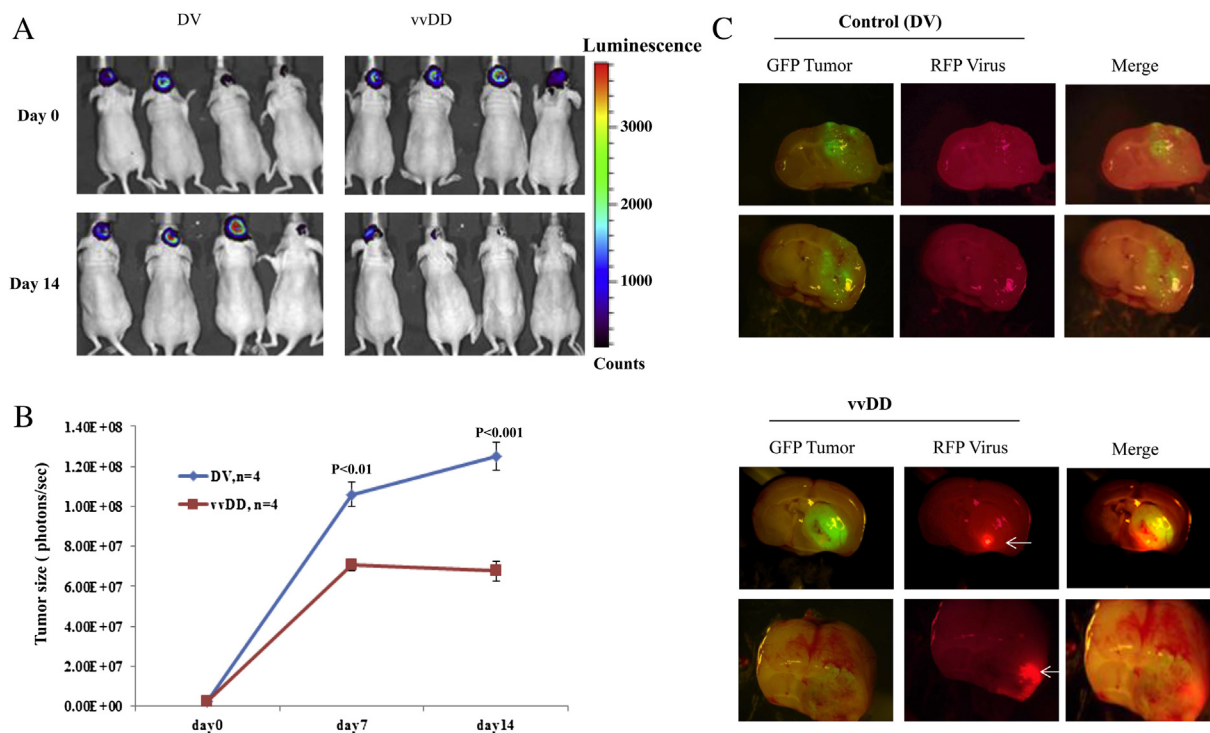 A
DV
vvDD
Luminescence
Day 0
3000
2000
Day 14
1000
Counts
B
1.40E+08
1.20E+08
1.00E+08
8.00E+07
6.00E+07
4.00E+07
2.00E+07
0.00E+00
Tumor size ( photons/sec)
DV,n=4
vvDD, n=4
P<0.01
P<0.001
day0
day7
day14
C
Control (DV)
GFP Tumor
RFP Virus
Merge
vvDD
GFP Tumor
RFP Virus
Merge